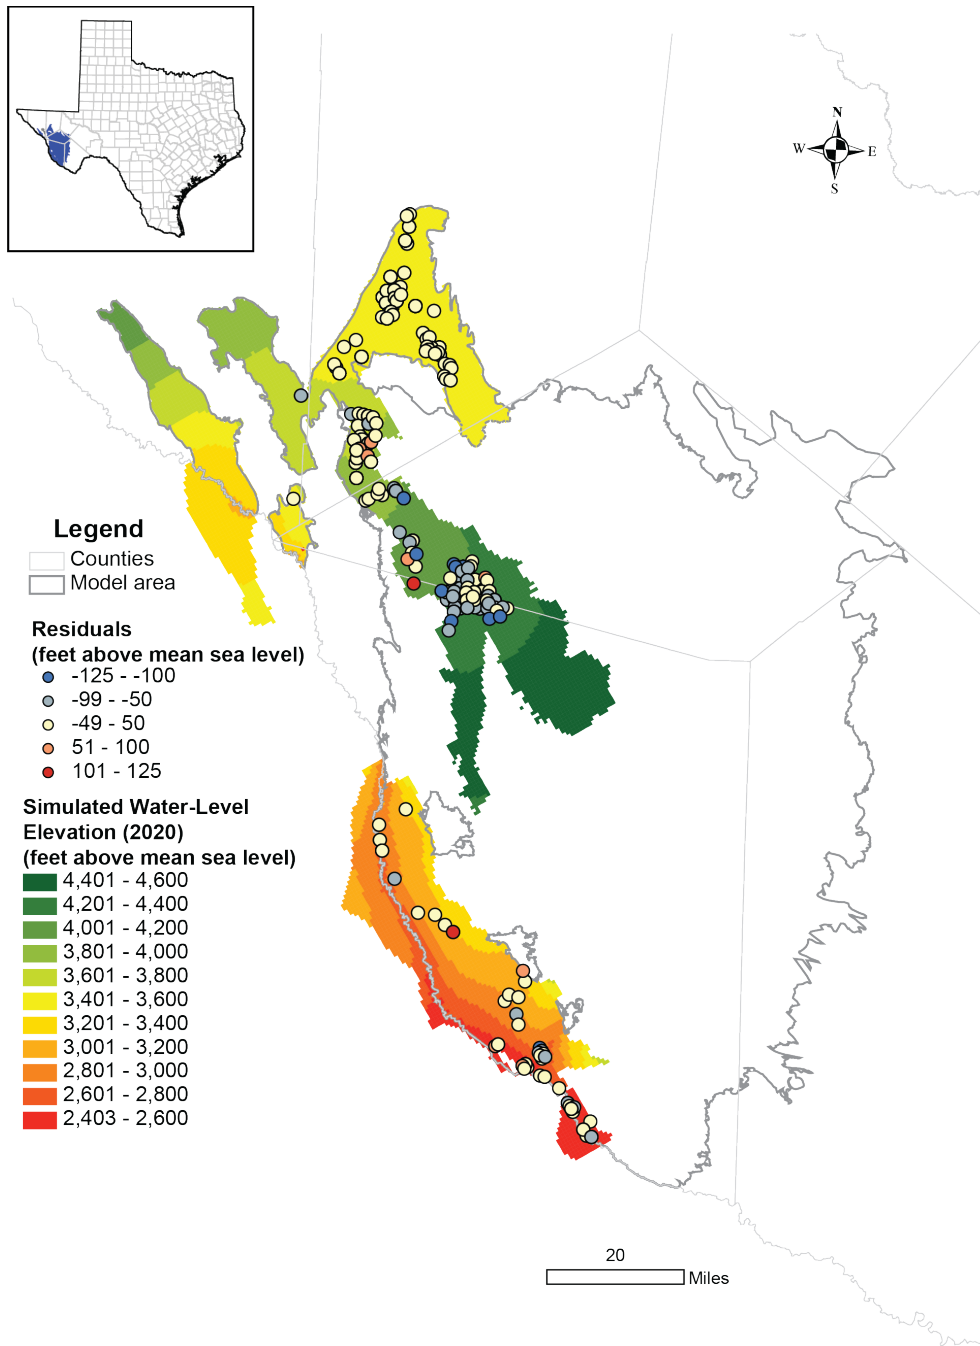 N
W E
S
Legend
Counties
Model area
Residuals
(feet above mean sea level)
-125 - -100
-99 - -50
-49 - 50
51 - 100
101 - 125
Simulated Water-Level
Elevation (2020)
(feet above mean sea level)
4,401 - 4,600
4,201 - 4,400
4,001 - 4,200
3,801 - 4,000
3,601 - 3,800
3,401 - 3,600
3,201 - 3,400
3,001 - 3,200
2,801 - 3,000
2,601 - 2,800
2,403 - 2,600
20
Miles